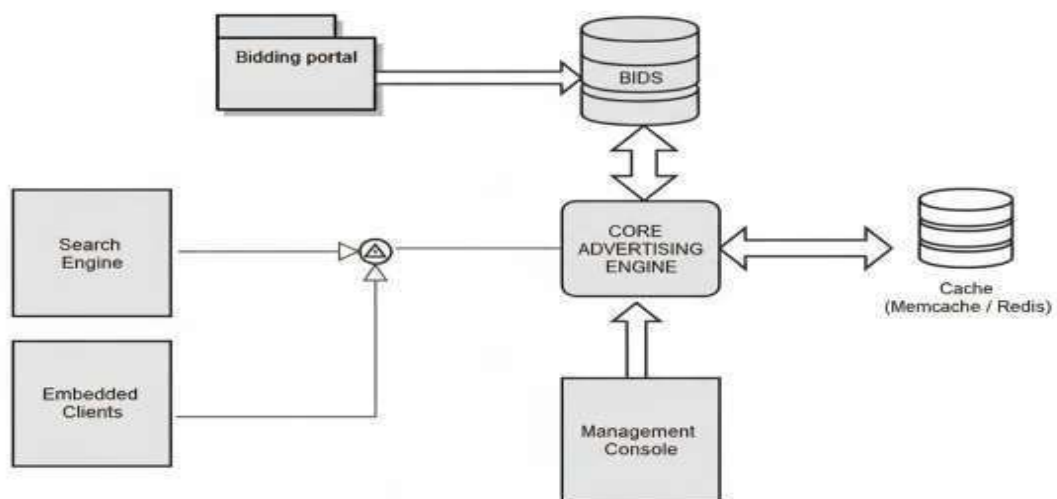 Bidding portal
BIDS
Search
Engine
CORE
ADVERTISING
ENGINE
Cache
(Memcache / Redis)
Embedded
Clients
Management
Console